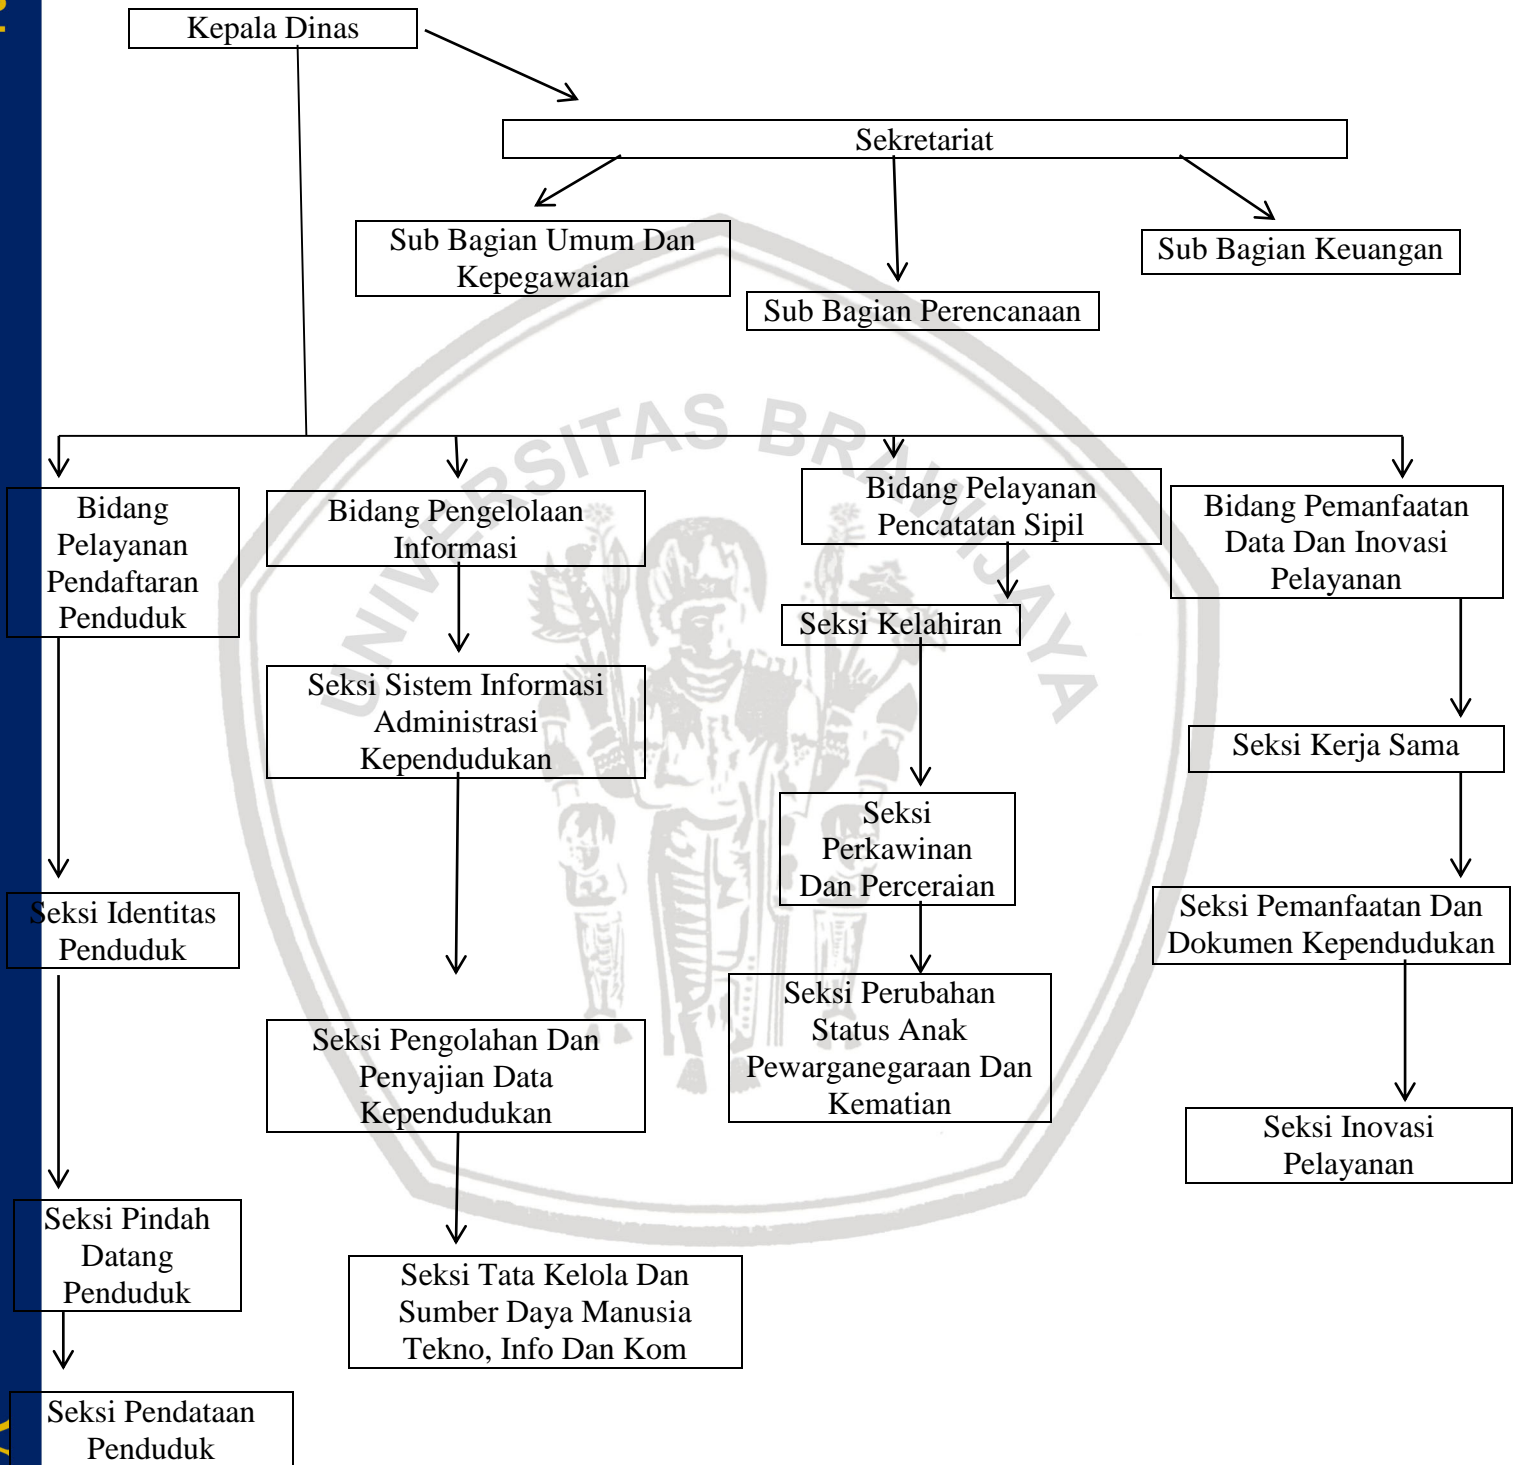 Kepala Dinas
Sekretariat
Sub Bagian Umum Dan
Kepegawaian
Sub Bagian Perencanaan
Sub Bagian Keuangan
UNIVERSITAS BRAWIJAYA
Bidang
Pelayanan
Pendaftaran
Penduduk
Seksi Identitas
Penduduk
Seksi Pindah
Datang
Penduduk
Seksi Pendataan
Penduduk
Bidang Pengelolaan
Informasi
Seksi Sistem Informasi
Administrasi
Kependudukan
Seksi Pengolahan Dan
Penyajian Data
Kependudukan
Seksi Tata Kelola Dan
Sumber Daya Manusia
Tekno, Info Dan Kom
Bidang Pelayanan
Pencatatan Sipil
Seksi Kelahiran
Seksi
Perkawinan
Dan Perceraian
Seksi Perubahan
Status Anak
Pewarganegaraan Dan
Kematian
Bidang Pemanfaatan
Data Dan Inovasi
Pelayanan
Seksi Kerja Sama
Seksi Pemanfaatan Dan
Dokumen Kependudukan
Seksi Inovasi
Pelayanan